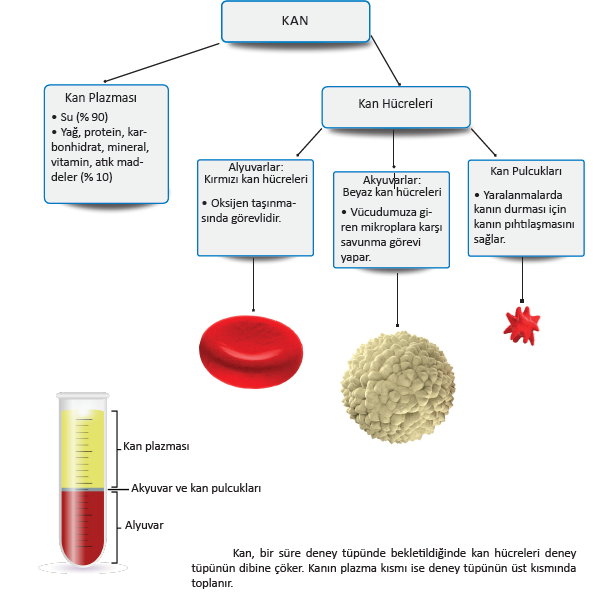 KAN
Kan Plazması
• Su (% 90)
• Yağ, protein, kar-
bonhidrat, mineral,
vitamin, atık mad-
deler (% 10)
Kan Hücreleri
Alyuvarlar:
Kırmızı kan hücreleri
• Oksijen taşınma-
sında görevlidir.
Akyuvarlar:
Beyaz kan hücreleri
• Vücudumuza gi-
ren mikroplara karşı
savunma görevi
yapar.
Kan Pulcukları
• Yaralanmalarda
kanın durması için
kanın pıhtılaşmasını
sağlar.
Kan plazması
Akyuvar ve kan pulcukları
Alyuvar
Kan, bir süre deney tüpünde bekletildiğinde kan hücreleri deney
tüpünün dibine çöker. Kanın plazma kısmı ise deney tüpünün üst kısmında
toplanır.